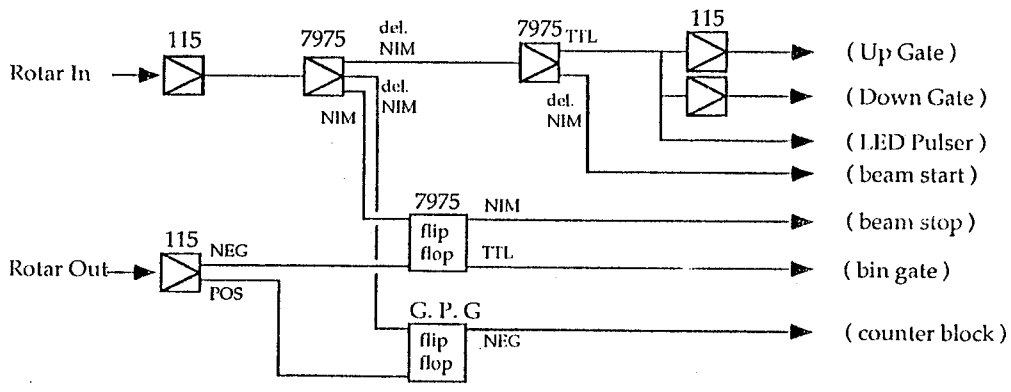 115
7975
del.
NIM
7975
TTL
115
( Up Gate )
Rotar In
del.
NIM
( Down Gate )
NIM
del.
NIM
( LED Pulser )
( beam start )
7975
NIM
( beam stop )
flip
flop
115
NEG
TTL
Rotar Out
( bin gate )
POS
G. P. G
flip
flop
NEG
( counter block )